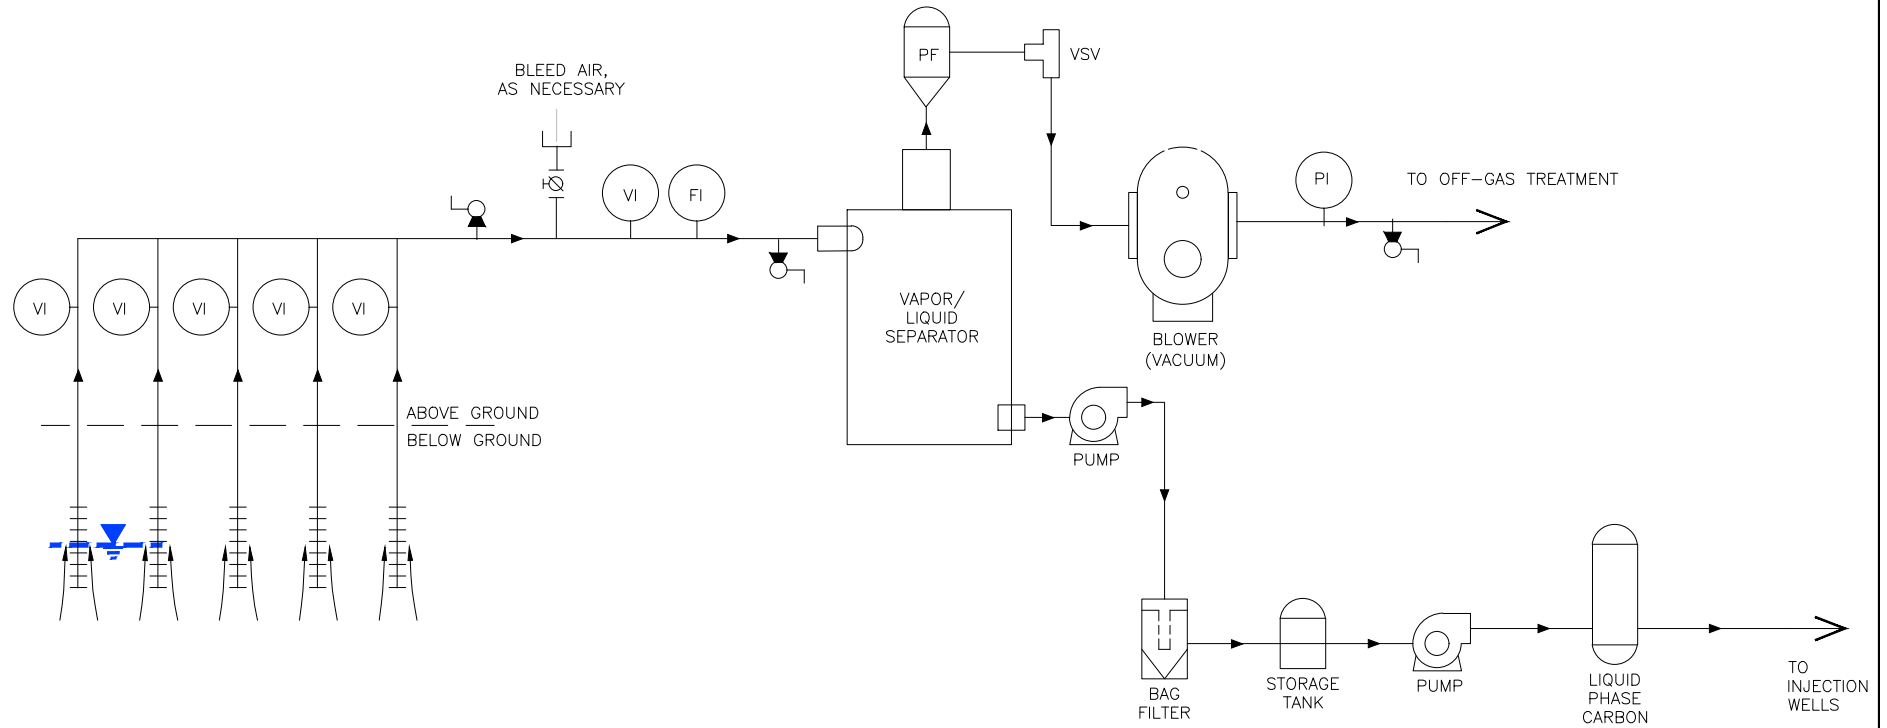 PF
VSV
BLEED AIR,
AS NECESSARY
VI
FI
PI
TO OFF-GAS TREATMENT
VI
VI
VI
VI
VI
VAPOR/
LIQUID
SEPARATOR
BLOWER
(VACUUM)
ABOVE GROUND
BELOW GROUND
PUMP
BAG
FILTER
STORAGE
TANK
PUMP
LIQUID
PHASE
CARBON
TO
INJECTION
WELLS